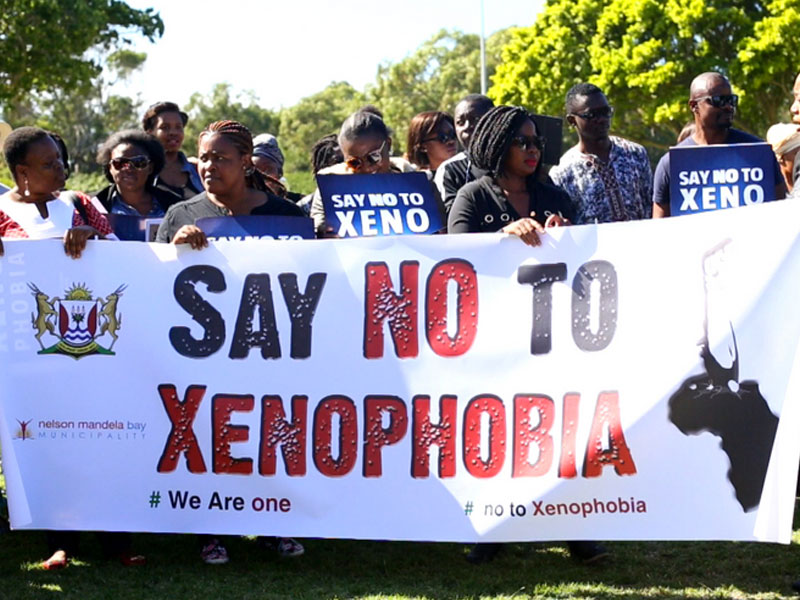 SAY NO TO
XENO
SAY NO TO
SAY NO TO
XENO
PHOBIA
SAY NO TO
XENOPHOBIA
nelson mandela bay
MUNICIPALITY
# We Are one
# no to Xenophobia